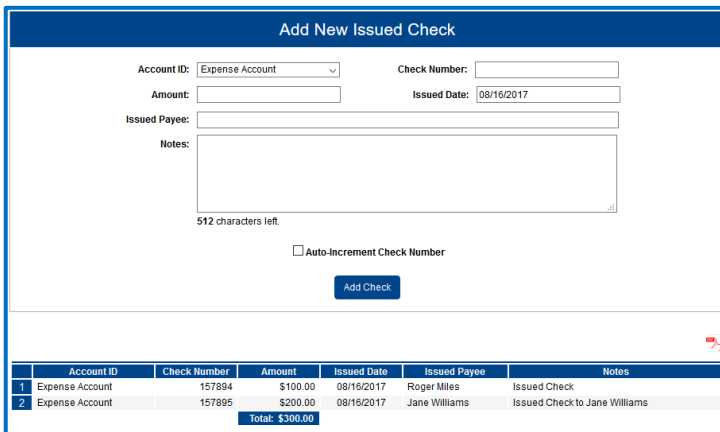 Add New Issued Check
Account ID: Expense Account Check Number:
Amount: Issued Date: 08/16/2017
Issued Payee:
Notes:
512 characters left.
Auto-Increment Check Number
Add Check
Account ID Check Number Amount Issued Date Issued Payee Notes
1 Expense Account 157894 $100.00 08/16/2017 Roger Miles Issued Check
2 Expense Account 157895 $200.00 08/16/2017 Jane Williams Issued Check to Jane Williams
Total: $300.00